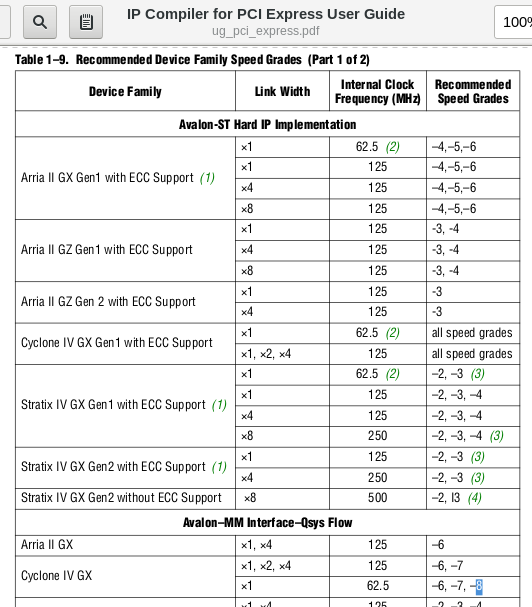 IP Compiler for PCI Express User Guide
ug_pci_express.pdf
100%
Table 1–9. Recommended Device Family Speed Grades (Part 1 of 2)
Device Family Link Width Internal Clock Frequency (MHz) Recommended Speed Grades
Avalon-ST Hard IP Implementation
Arria II GX Gen1 with ECC Support (1)
×1 62.5 (2) –4,–5,–6
×1 125 –4,–5,–6
×4 125 –4,–5,–6
×8 125 –4,–5,–6
Arria II GZ Gen1 with ECC Support
×1 125 -3, -4
×4 125 -3, -4
×8 125 -3, -4
Arria II GZ Gen 2 with ECC Support
×1 125 -3
×4 125 -3
Cyclone IV GX Gen1 with ECC Support
×1 62.5 (2) all speed grades
×1, ×2, ×4 125 all speed grades
Stratix IV GX Gen1 with ECC Support (1)
×1 62.5 (2) –2, –3 (3)
×1 125 –2, –3, –4
×4 125 –2, –3, –4
×8 250 –2, –3, –4 (3)
Stratix IV GX Gen2 with ECC Support (1)
×1 125 –2, –3 (3)
×4 250 –2, –3 (3)
Stratix IV GX Gen2 without ECC Support ×8 500 –2, I3 (4)
Avalon–MM Interface–Qsys Flow
Arria II GX ×1, ×4 125 –6
Cyclone IV GX
×1, ×2, ×4 125 –6, –7
×1 62.5 –6, –7, –8
×1, ×4 125 –2, –3, –4